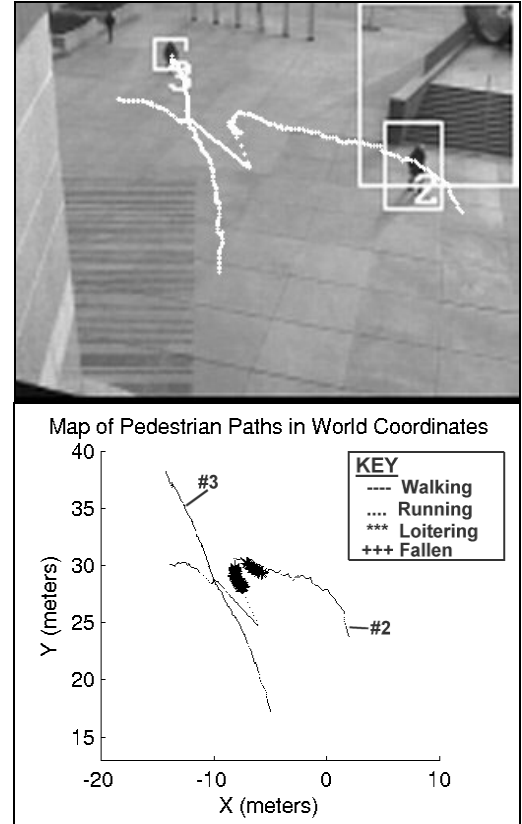 3
2
Map of Pedestrian Paths in World Coordinates
40
35
30
25
20
15
Y (meters)
-20 -10 0 10
X (meters)
#3
#2
KEY
---- Walking
.... Running
*** Loitering
+++ Fallen